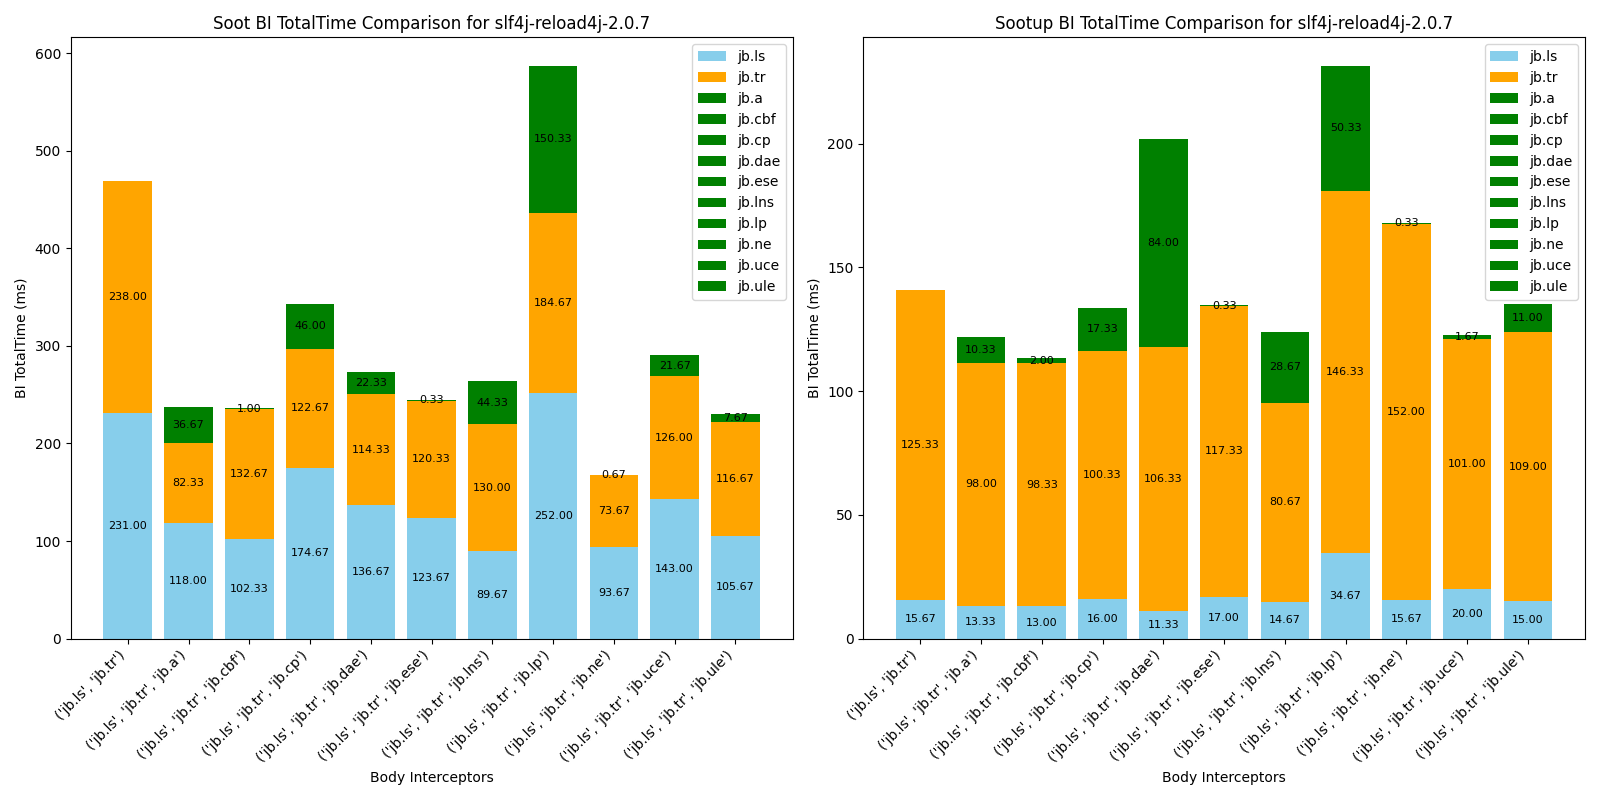 Soot BI TotalTime Comparison for slf4j-reload4j-2.0.7
BI TotalTime (ms)
600
500
400
300
200
100
0
jb.ls
jb.tr
jb.a
jb.cbf
jb.cp
jb.dae
jb.ese
jb.lns
jb.lp
jb.ne
jb.uce
jb.ule
231.00
238.00
118.00
82.33
36.67
102.33
132.67
1.00
174.67
122.67
46.00
136.67
114.33
22.33
123.67
120.33
0.33
89.67
130.00
44.33
252.00
184.67
150.33
93.67
73.67
0.67
143.00
126.00
21.67
105.67
116.67
7.67
('jb.ls', 'jb.tr')
('jb.ls', 'jb.tr', 'jb.a')
('jb.ls', 'jb.tr', 'jb.cbf')
('jb.ls', 'jb.tr', 'jb.cp')
('jb.ls', 'jb.tr', 'jb.dae')
('jb.ls', 'jb.tr', 'jb.ese')
('jb.ls', 'jb.tr', 'jb.lns')
('jb.ls', 'jb.tr', 'jb.lp')
('jb.ls', 'jb.tr', 'jb.ne')
('jb.ls', 'jb.tr', 'jb.uce')
('jb.ls', 'jb.tr', 'jb.ule')
Body Interceptors
Sootup BI TotalTime Comparison for slf4j-reload4j-2.0.7
BI TotalTime (ms)
200
150
100
50
0
jb.ls
jb.tr
jb.a
jb.cbf
jb.cp
jb.dae
jb.ese
jb.lns
jb.lp
jb.ne
jb.uce
jb.ule
15.67
125.33
13.33
98.00
10.33
13.00
98.33
2.00
16.00
100.33
17.33
11.33
106.33
84.00
17.00
117.33
0.33
14.67
80.67
28.67
34.67
146.33
50.33
15.67
152.00
0.33
20.00
101.00
1.67
15.00
109.00
11.00
('jb.ls', 'jb.tr')
('jb.ls', 'jb.tr', 'jb.a')
('jb.ls', 'jb.tr', 'jb.cbf')
('jb.ls', 'jb.tr', 'jb.cp')
('jb.ls', 'jb.tr', 'jb.dae')
('jb.ls', 'jb.tr', 'jb.ese')
('jb.ls', 'jb.tr', 'jb.lns')
('jb.ls', 'jb.tr', 'jb.lp')
('jb.ls', 'jb.tr', 'jb.ne')
('jb.ls', 'jb.tr', 'jb.uce')
('jb.ls', 'jb.tr', 'jb.ule')
Body Interceptors